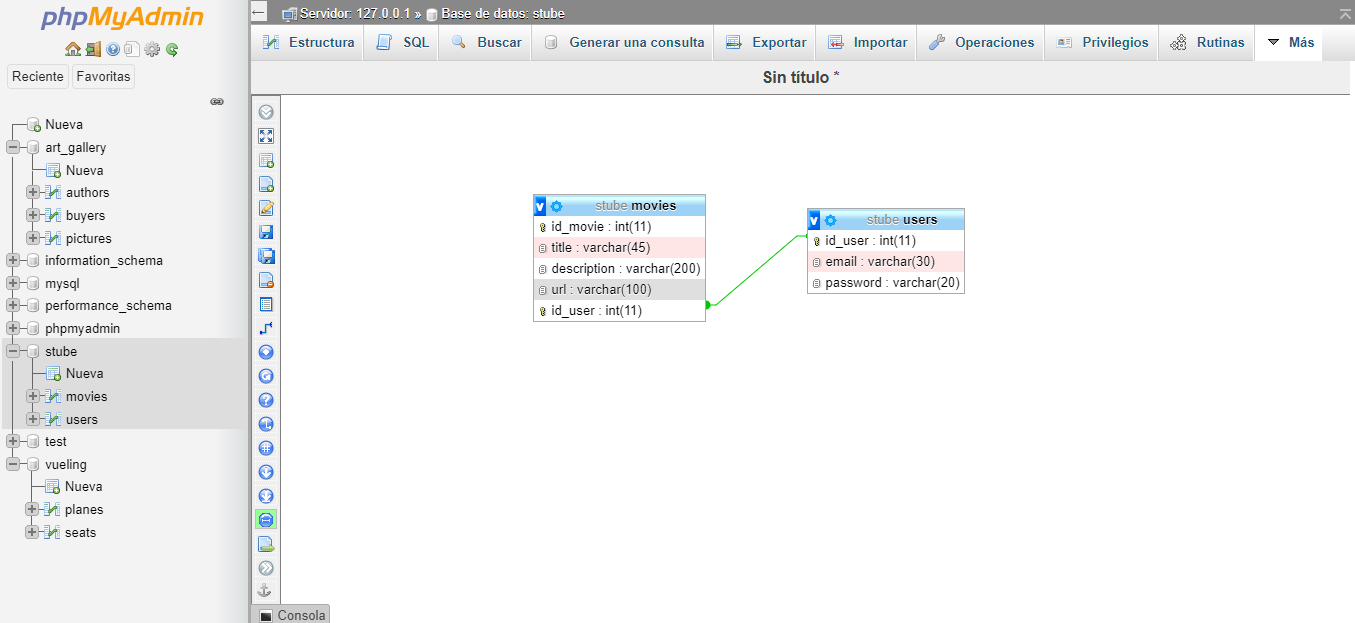 phpMyAdmin
Reciente
Favoritas
Nueva
art_gallery
Nueva
authors
buyers
pictures
information_schema
mysql
performance_schema
phpmyadmin
stube
Nueva
movies
users
test
vueling
Nueva
planes
seats
Servidor: 127.0.0.1 » Base de datos: stube
Estructura
SQL
Buscar
Generar una consulta
Exportar
Importar
Operaciones
Privilegios
Rutinas
Más
Sin título *
v stube movies
id_movie : int(11)
title : varchar(45)
description : varchar(200)
url : varchar(100)
id_user : int(11)
v stube users
id_user : int(11)
email : varchar(30)
password : varchar(20)
Consola